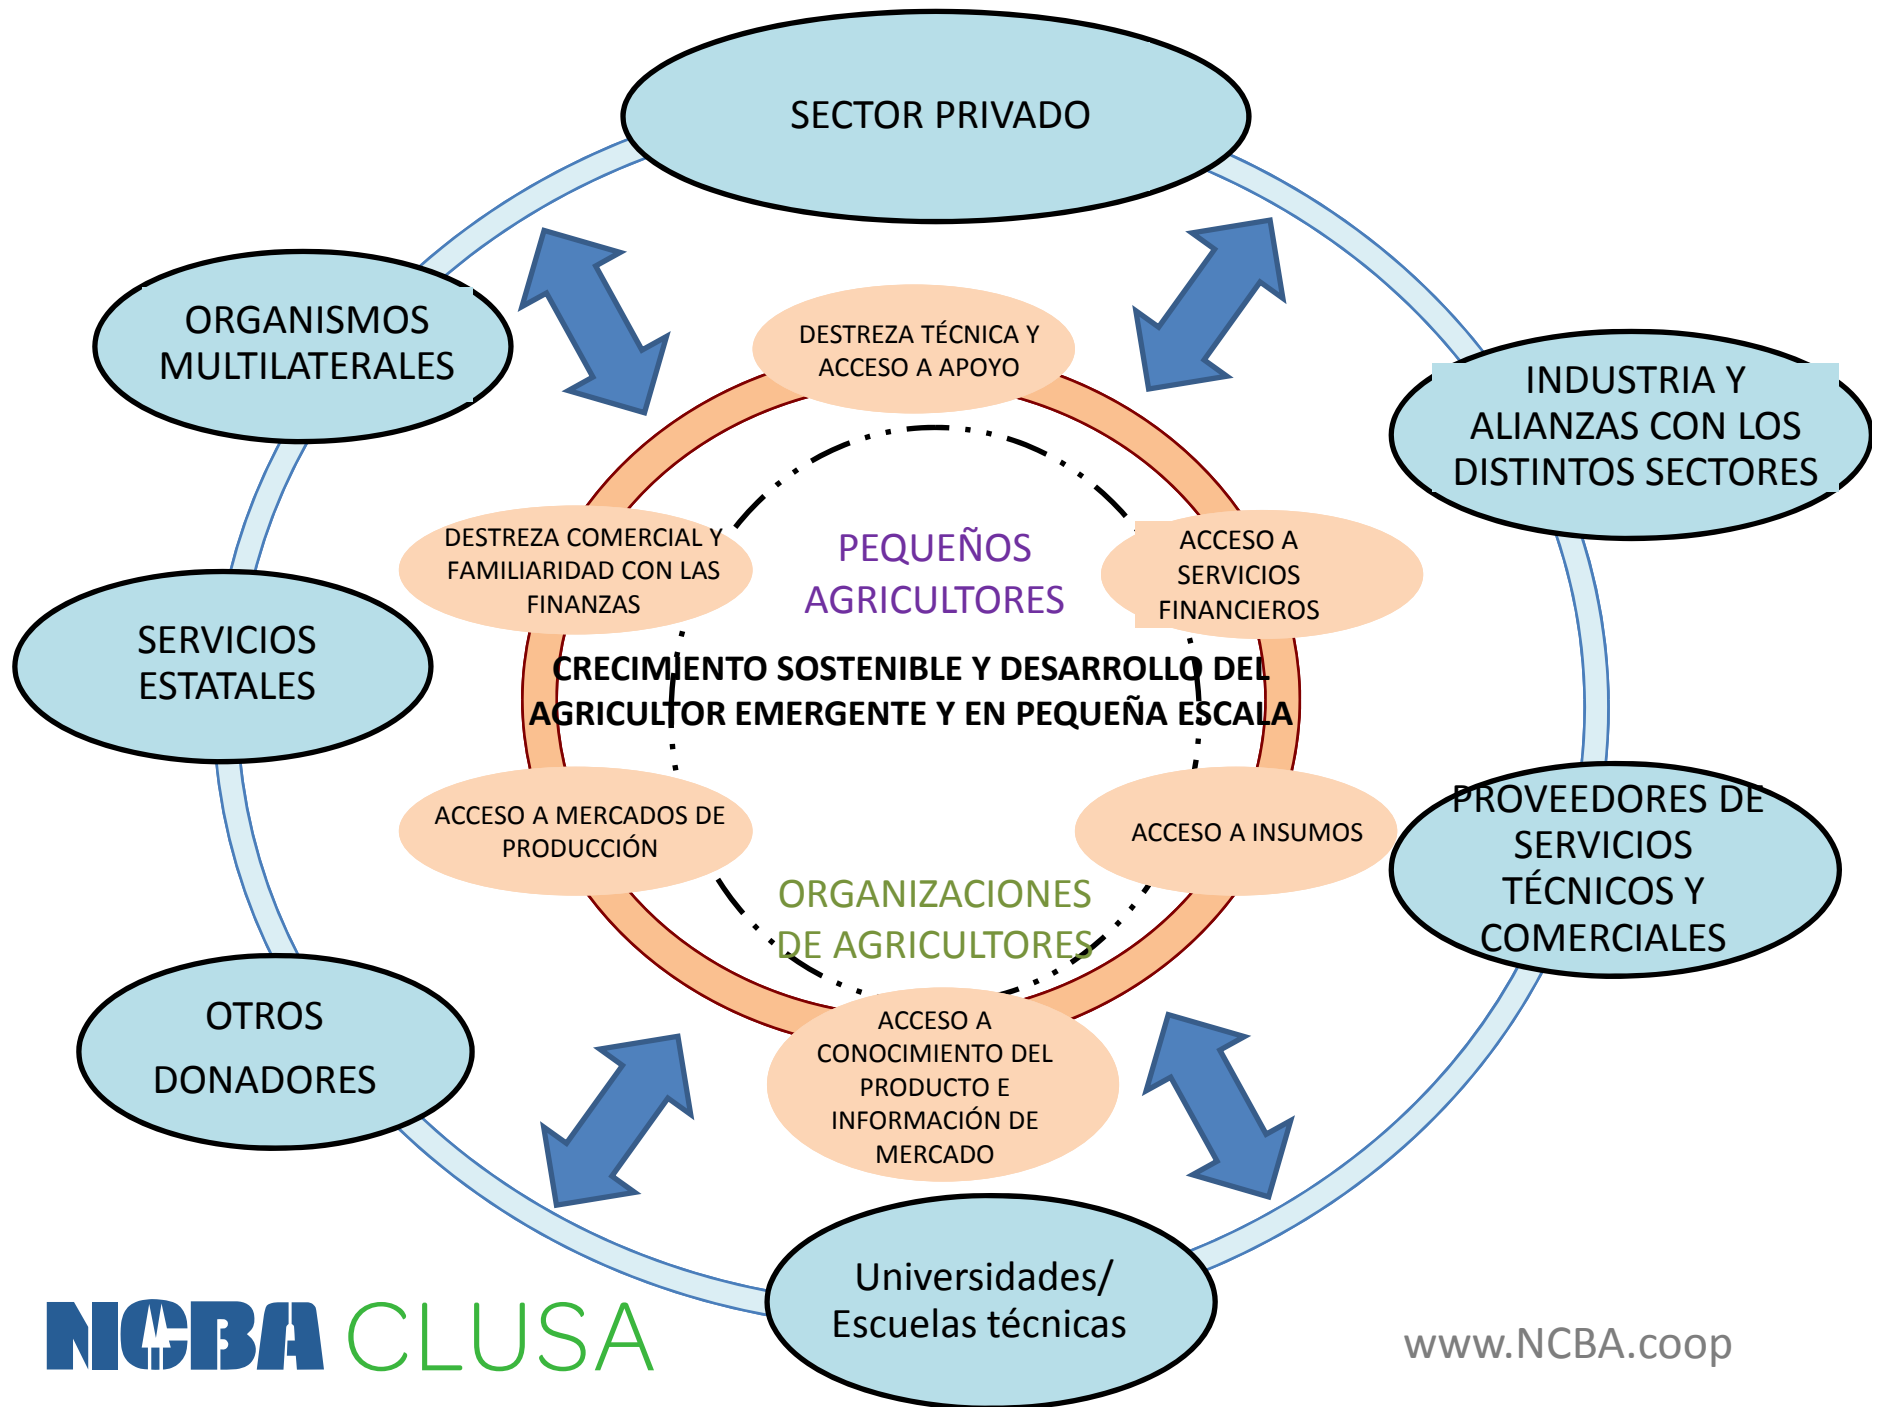 SECTOR PRIVADO
ORGANISMOS
MULTILATERALES
DESTREZA TÉCNICA Y
ACCESO A APOYO
INDUSTRIA Y
ALIANZAS CON LOS
DISTINTOS SECTORES
DESTREZA COMERCIAL Y
FAMILIARIDAD CON LAS
FINANZAS
PEQUEÑOS
AGRICULTORES
ACCESO A
SERVICIOS
FINANCIEROS
SERVICIOS
ESTATALES
CRECIMIENTO SOSTENIBLE Y DESARROLLO DEL
AGRICULTOR EMERGENTE Y EN PEQUEÑA ESCALA
ACCESO A MERCADOS DE
PRODUCCIÓN
ACCESO A INSUMOS
PROVEEDORES DE
SERVICIOS
TÉCNICOS Y
COMERCIALES
ORGANIZACIONES
DE AGRICULTORES
OTROS
DONADORES
ACCESO A
CONOCIMIENTO DEL
PRODUCTO E
INFORMACIÓN DE
MERCADO
Universidades/
Escuelas técnicas
NCBA CLUSA
www.NCBA.coop